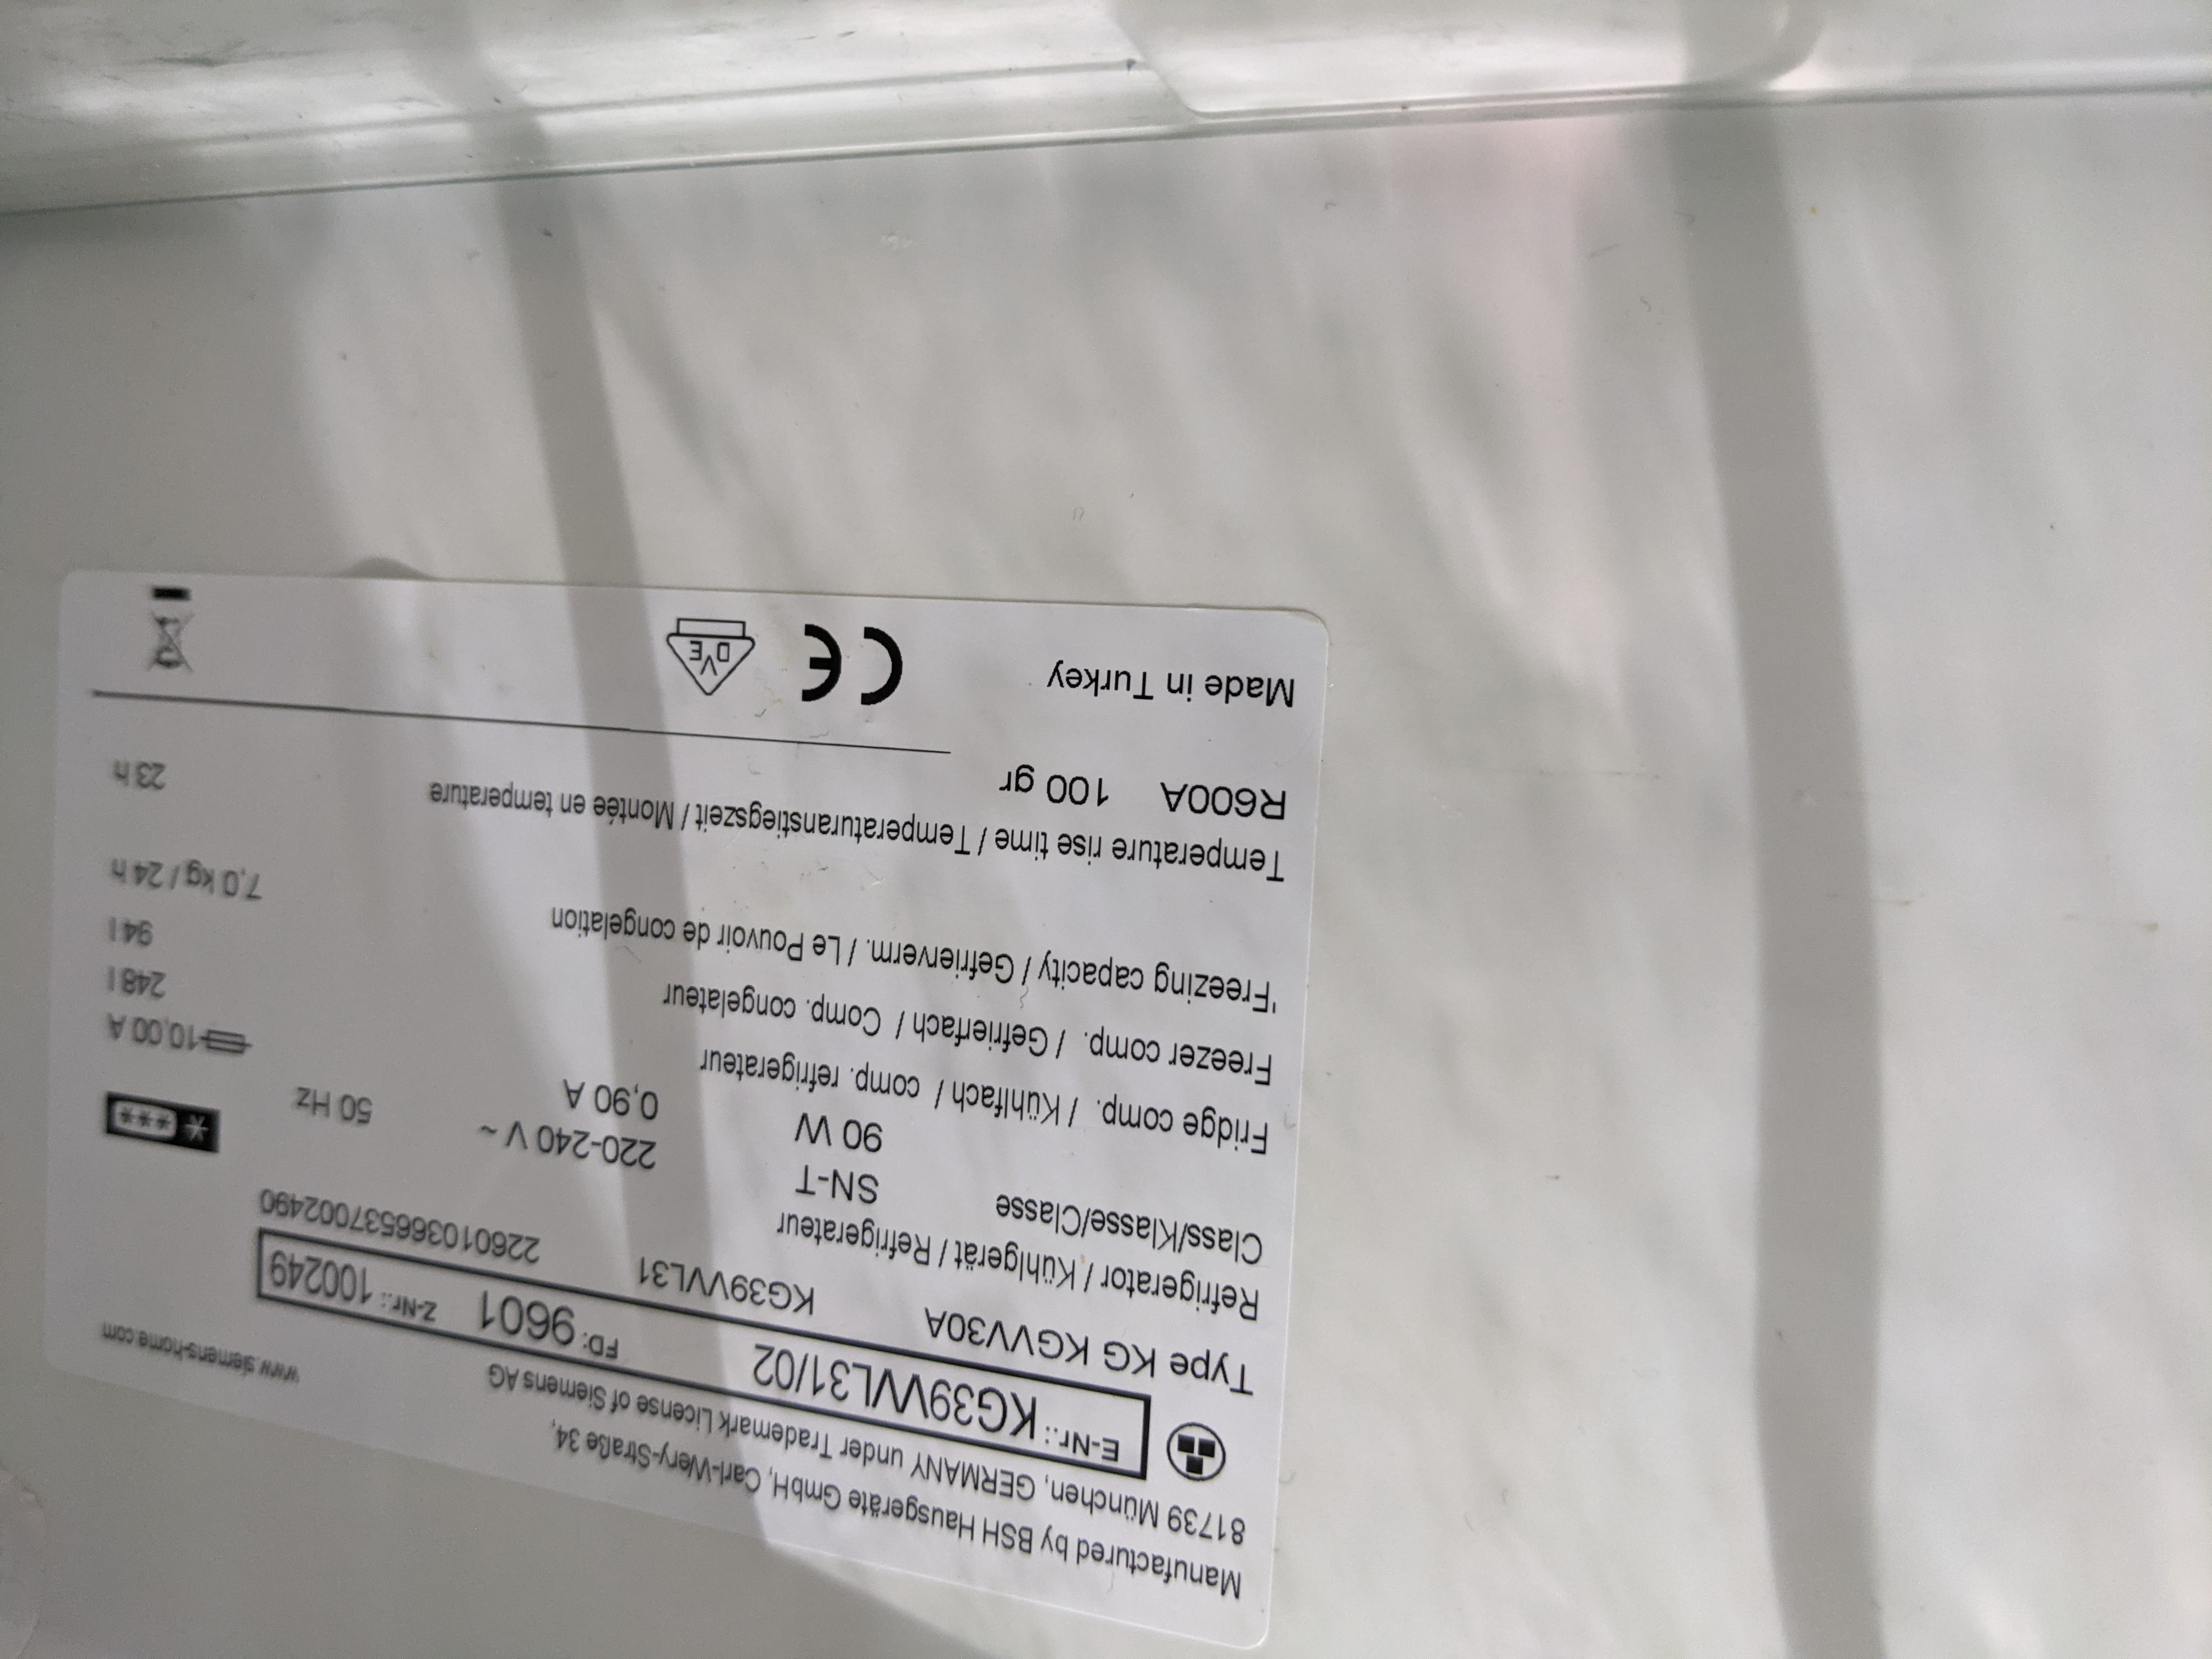 Manufactured by BSH Hausgeräte GmbH, Carl-Wery-Straße 34,
81739 München, GERMANY under Trademark License of Siemens AG
www.siemens-home.com
E-Nr.: KG39VVL31/02 FD: 9601 Z-Nr.: 100249
Type KG KGVV30A KG39VVL31 226010366537002490
Refrigerator / Kühlgerät / Refrigerateur
Class/Klasse/Classe SN-T
90 W 220-240 V ~ 50 Hz
0,90 A 10,00 A
Fridge comp. / Kühlfach / comp. refrigerateur 248 l
Freezer comp. / Gefrierfach / Comp. congelateur 94 l
'Freezing capacity / Gefrierverm. / Le Pouvoir de congelation 7,0 kg / 24 h
Temperature rise time / Temperaturanstiegszeit / Montée en temperature 23 h
R600A 100 gr
Made in Turkey CE DVE